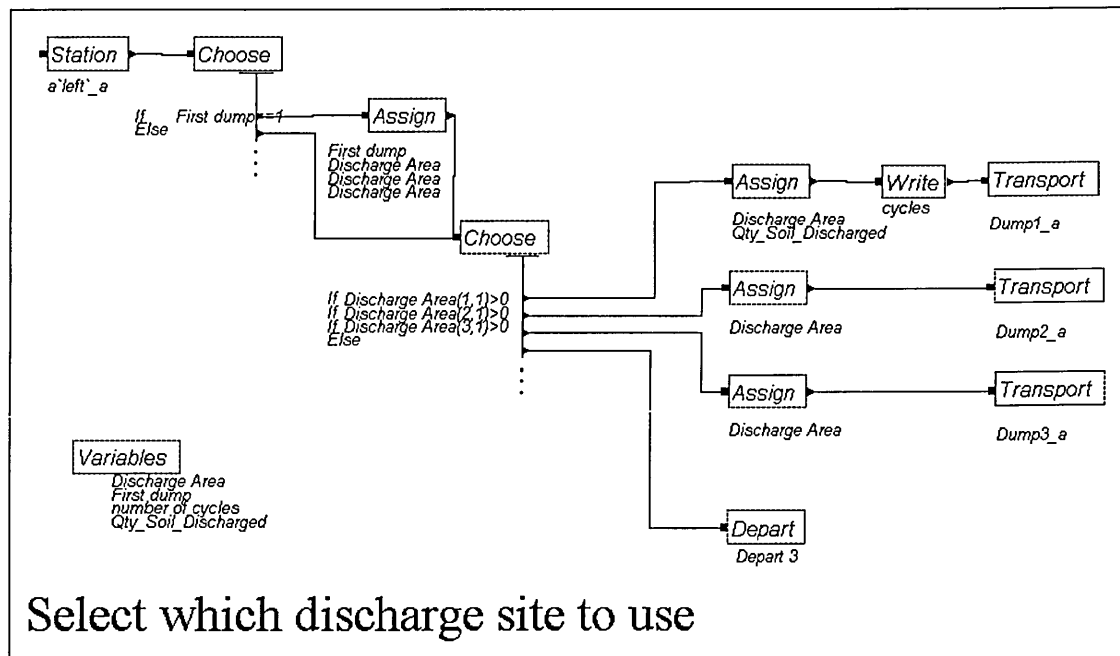 Station
a`left`_a
Choose
If First dump ==1
Else
Assign
First dump
Discharge Area
Discharge Area
Discharge Area
Choose
If Discharge Area(1,1)>0
If Discharge Area(2,1)>0
If Discharge Area(3,1)>0
Else
Assign
Discharge Area
Qty_Soil_Discharged
Write
cycles
Transport
Dump1_a
Assign
Discharge Area
Transport
Dump2_a
Assign
Discharge Area
Transport
Dump3_a
Variables
Discharge Area
First dump
number of cycles
Qty_Soil_Discharged
Depart
Depart 3
Select which discharge site to use